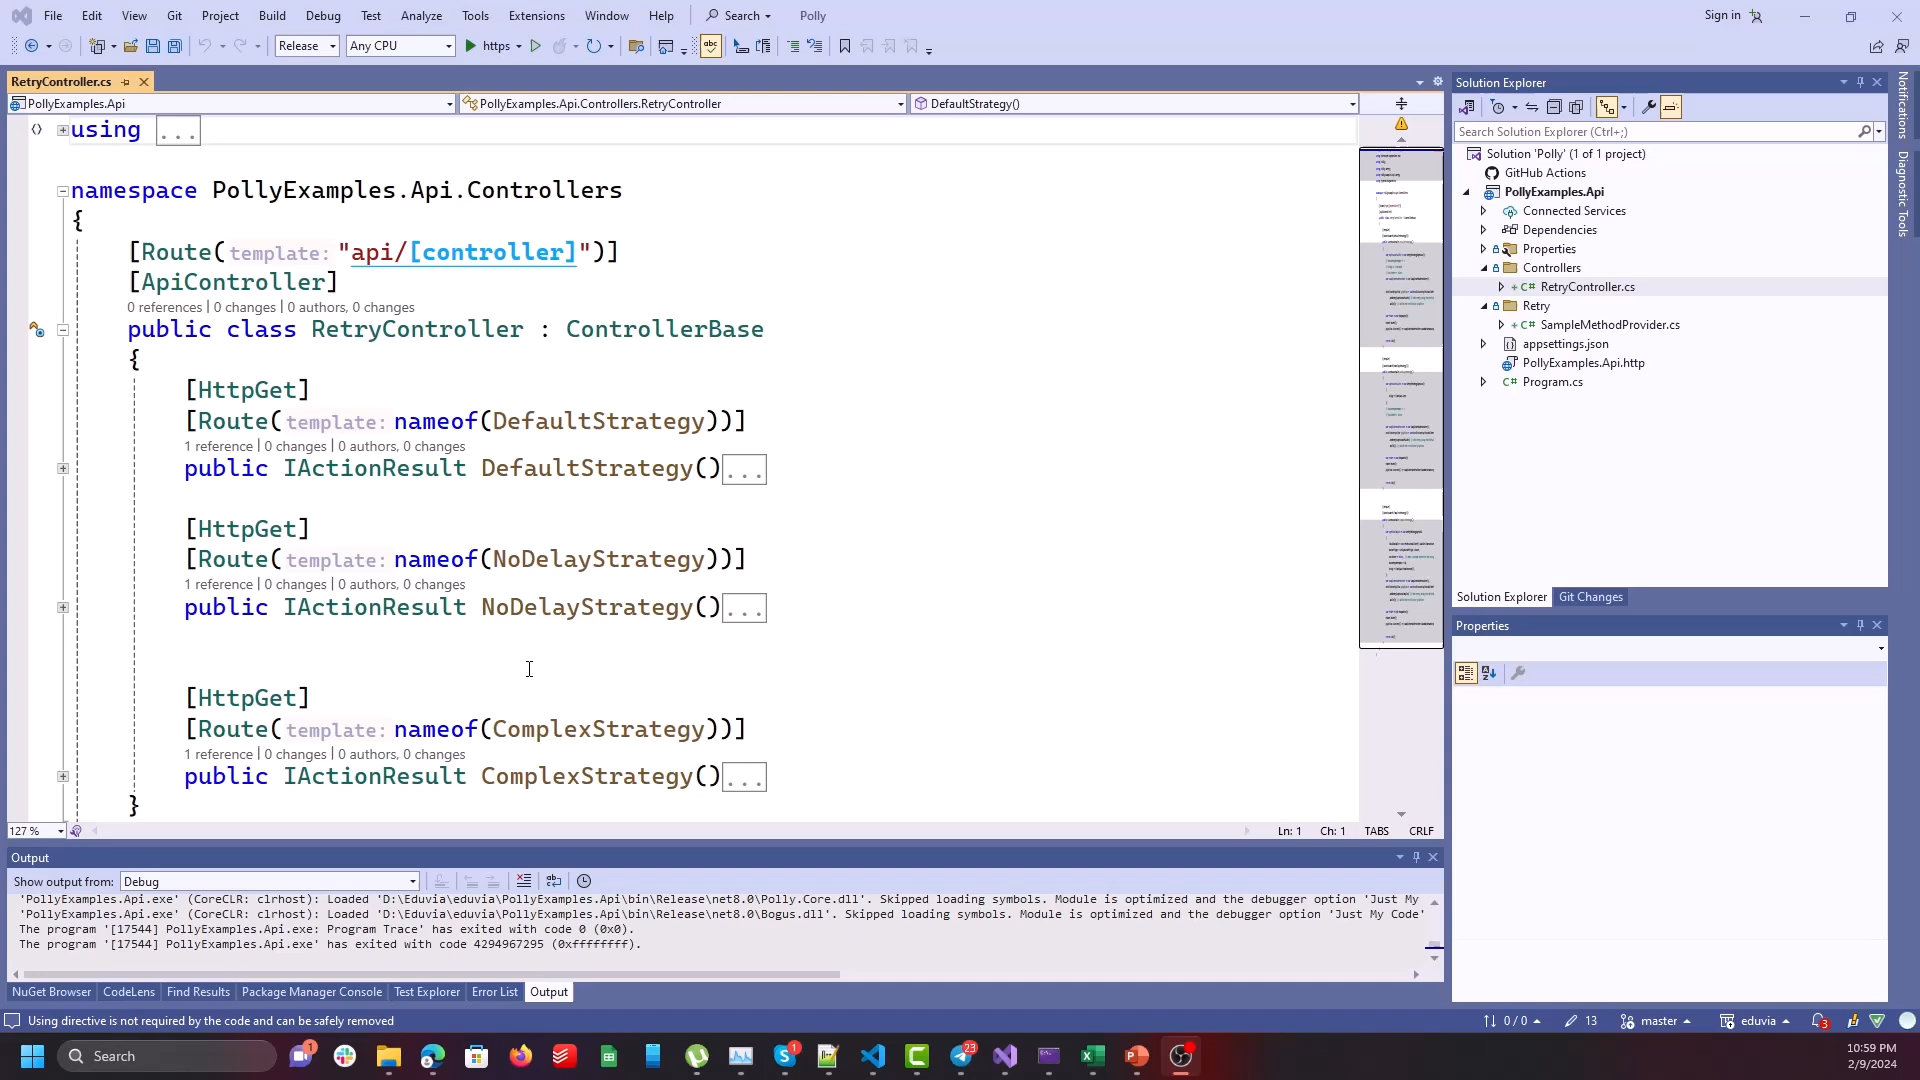 File Edit View Git Project Build Debug Test Analyze Tools Extensions Window Help Search Polly Sign in
Release Any CPU https
RetryController.cs
PollyExamples.Api PollyExamples.Api.Controllers.RetryController DefaultStrategy()
using ...
namespace PollyExamples.Api.Controllers
{
[Route(template: "api/[controller]")]
[ApiController]
0 references | 0 changes | 0 authors, 0 changes
public class RetryController : ControllerBase
{
[HttpGet]
[Route(template: nameof(DefaultStrategy))]
1 reference | 0 changes | 0 authors, 0 changes
public IActionResult DefaultStrategy()...
[HttpGet]
[Route(template: nameof(NoDelayStrategy))]
1 reference | 0 changes | 0 authors, 0 changes
public IActionResult NoDelayStrategy()...
[HttpGet]
[Route(template: nameof(ComplexStrategy))]
1 reference | 0 changes | 0 authors, 0 changes
public IActionResult ComplexStrategy()...
}
127 % Ln: 1 Ch: 1 TABS CRLF
Output
Show output from: Debug
'PollyExamples.Api.exe' (CoreCLR: clrhost): Loaded 'D:\Eduvia\eduvia\PollyExamples.Api\bin\Release\net8.0\Polly.Core.dll'. Skipped loading symbols. Module is optimized and the debugger option 'Just My
'PollyExamples.Api.exe' (CoreCLR: clrhost): Loaded 'D:\Eduvia\eduvia\PollyExamples.Api\bin\Release\net8.0\Bogus.dll'. Skipped loading symbols. Module is optimized and the debugger option 'Just My Code'
The program '[17544] PollyExamples.Api.exe: Program Trace' has exited with code 0 (0x0).
The program '[17544] PollyExamples.Api.exe' has exited with code 4294967295 (0xffffffff).
NuGet Browser CodeLens Find Results Package Manager Console Test Explorer Error List Output
Solution Explorer
Search Solution Explorer (Ctrl+;)
Solution 'Polly' (1 of 1 project)
GitHub Actions
PollyExamples.Api
Connected Services
Dependencies
Properties
Controllers
C# RetryController.cs
Retry
C# SampleMethodProvider.cs
appsettings.json
PollyExamples.Api.http
C# Program.cs
Solution Explorer Git Changes
Properties
Notifications
Diagnostic Tools
Using directive is not required by the code and can be safely removed
0 / 0 13 master eduvia 3
Search
1
1
23
10:59 PM
2/9/2024